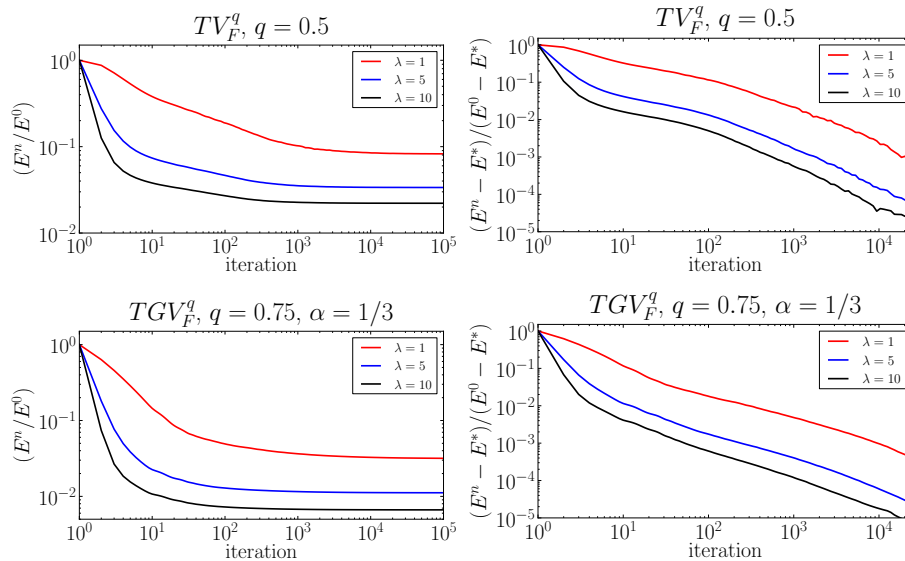 TV_F^q, q = 0.5
(E^n/E^0)
10^0
10^{-1}
10^{-2}
10^0 10^1 10^2 10^3 10^4 10^5
iteration
λ = 1
λ = 5
λ = 10
TV_F^q, q = 0.5
(E^n − E^*)/(E^0 − E^*)
10^0
10^{-1}
10^{-2}
10^{-3}
10^{-4}
10^{-5}
10^0 10^1 10^2 10^3 10^4
iteration
λ = 1
λ = 5
λ = 10
TGV_F^q, q = 0.75, α = 1/3
(E^n/E^0)
10^0
10^{-1}
10^{-2}
10^0 10^1 10^2 10^3 10^4 10^5
iteration
λ = 1
λ = 5
λ = 10
TGV_F^q, q = 0.75, α = 1/3
(E^n − E^*)/(E^0 − E^*)
10^0
10^{-1}
10^{-2}
10^{-3}
10^{-4}
10^{-5}
10^0 10^1 10^2 10^3 10^4
iteration
λ = 1
λ = 5
λ = 10